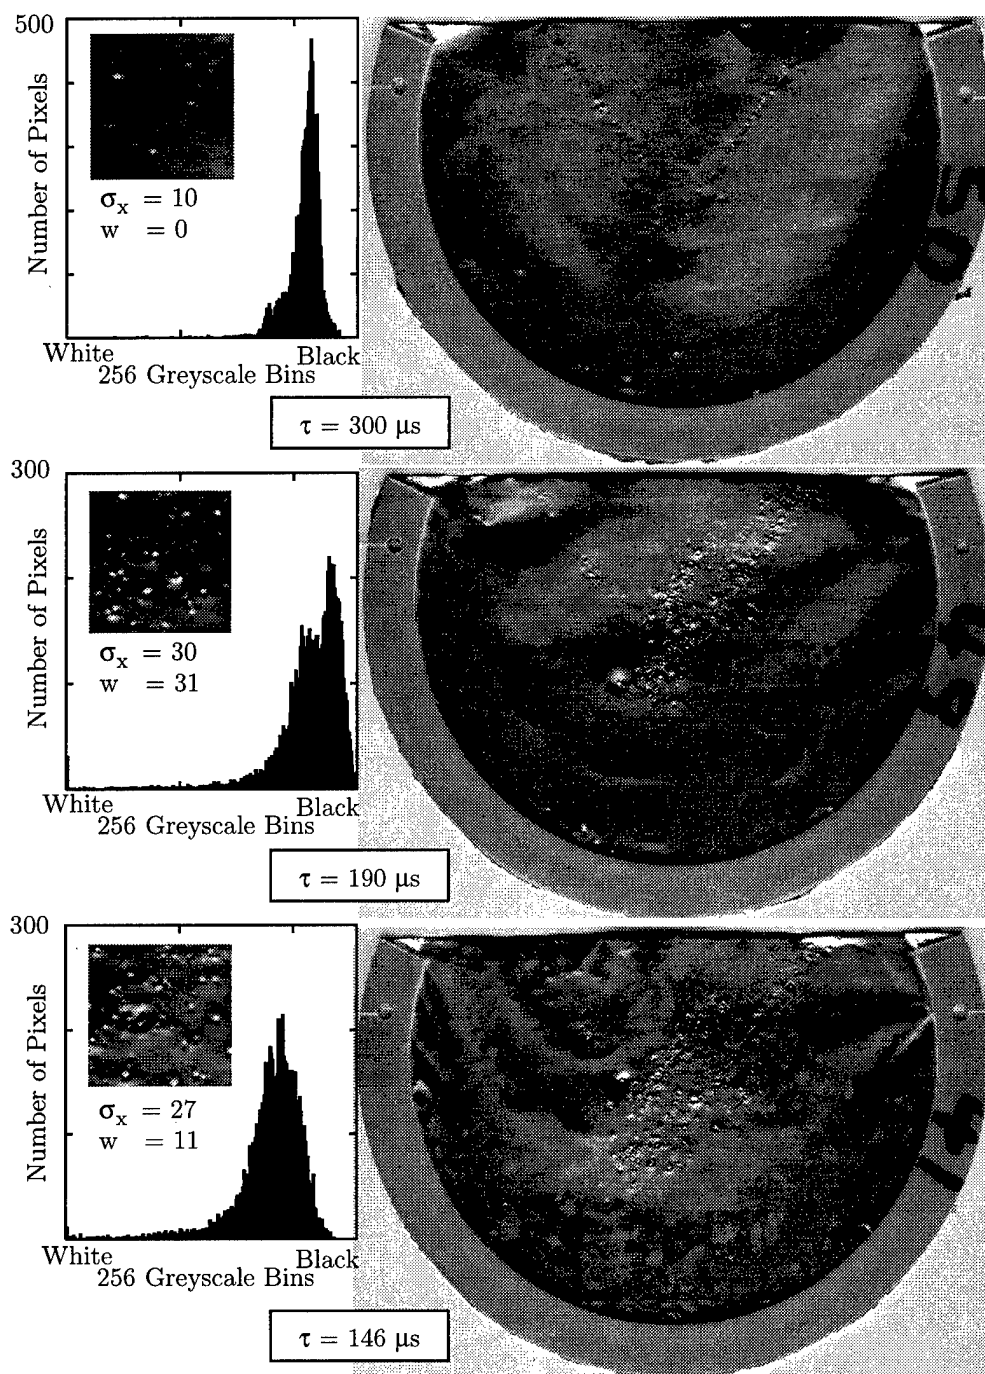 500
Number of Pixels
σx = 10
w = 0
White Black
256 Greyscale Bins
τ = 300 µs
300
Number of Pixels
σx = 30
w = 31
White Black
256 Greyscale Bins
τ = 190 µs
300
Number of Pixels
σx = 27
w = 11
White Black
256 Greyscale Bins
τ = 146 µs